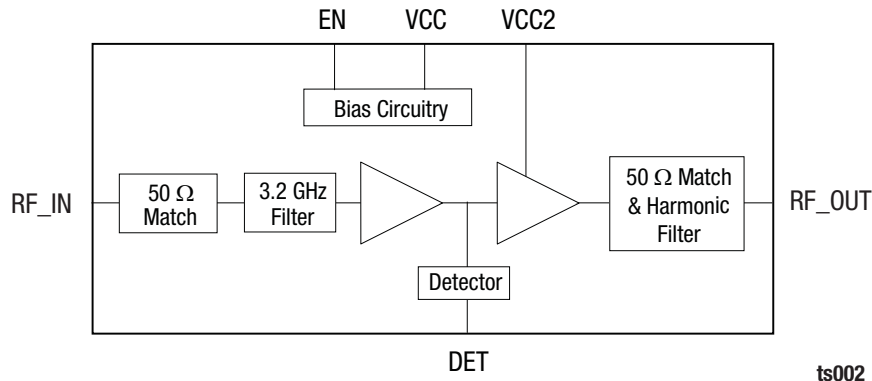 EN VCC VCC2
Bias Circuitry
RF_IN
50 Ω
Match
3.2 GHz
Filter
50 Ω Match
& Harmonic
Filter
RF_OUT
Detector
DET
ts002